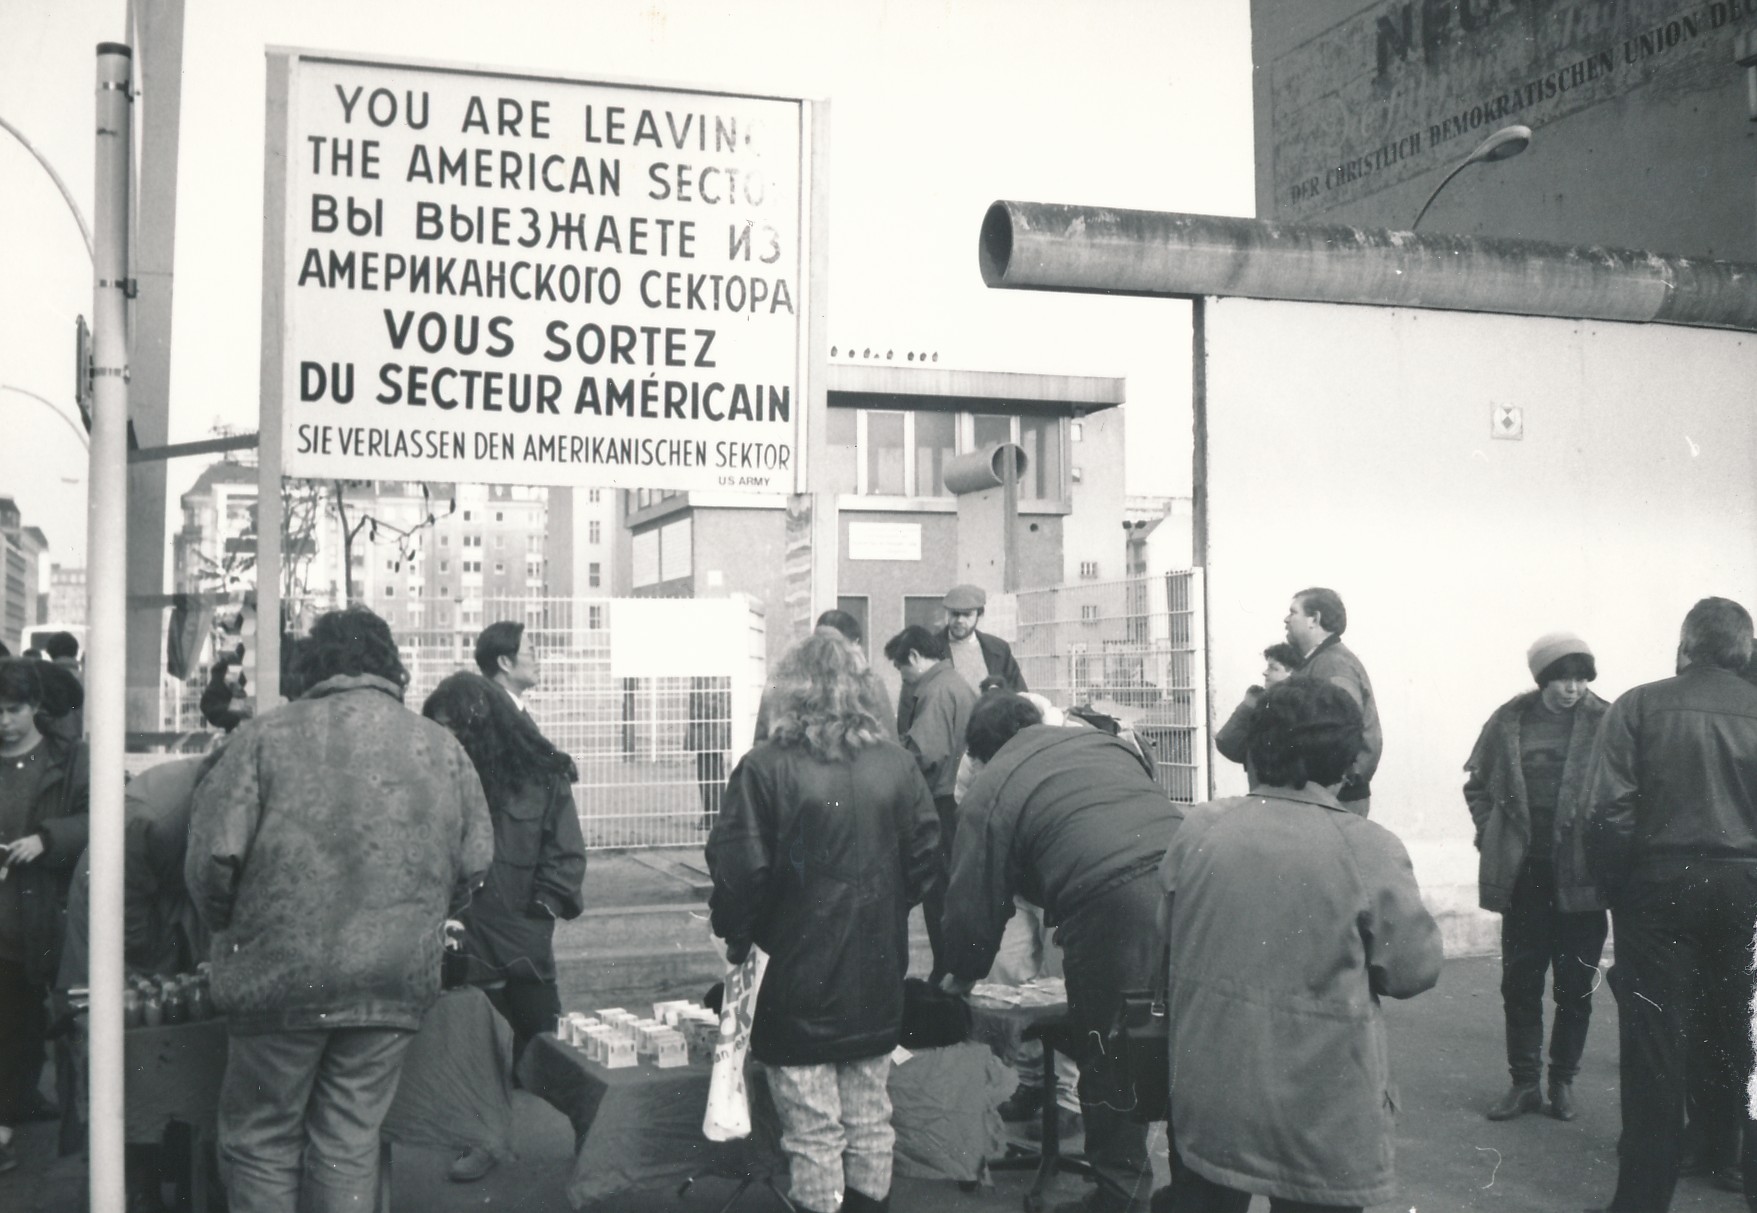 YOU ARE LEAVING
THE AMERICAN SECTOR
ВЫ ВЫЕЗЖАЕТЕ ИЗ
АМЕРИКАНСКОГО СЕКТОРА
VOUS SORTEZ
DU SECTEUR AMÉRICAIN
SIE VERLASSEN DEN AMERIKANISCHEN SEKTOR
US ARMY
DER CHRISTLICH DEMOKRATISCHEN UNION